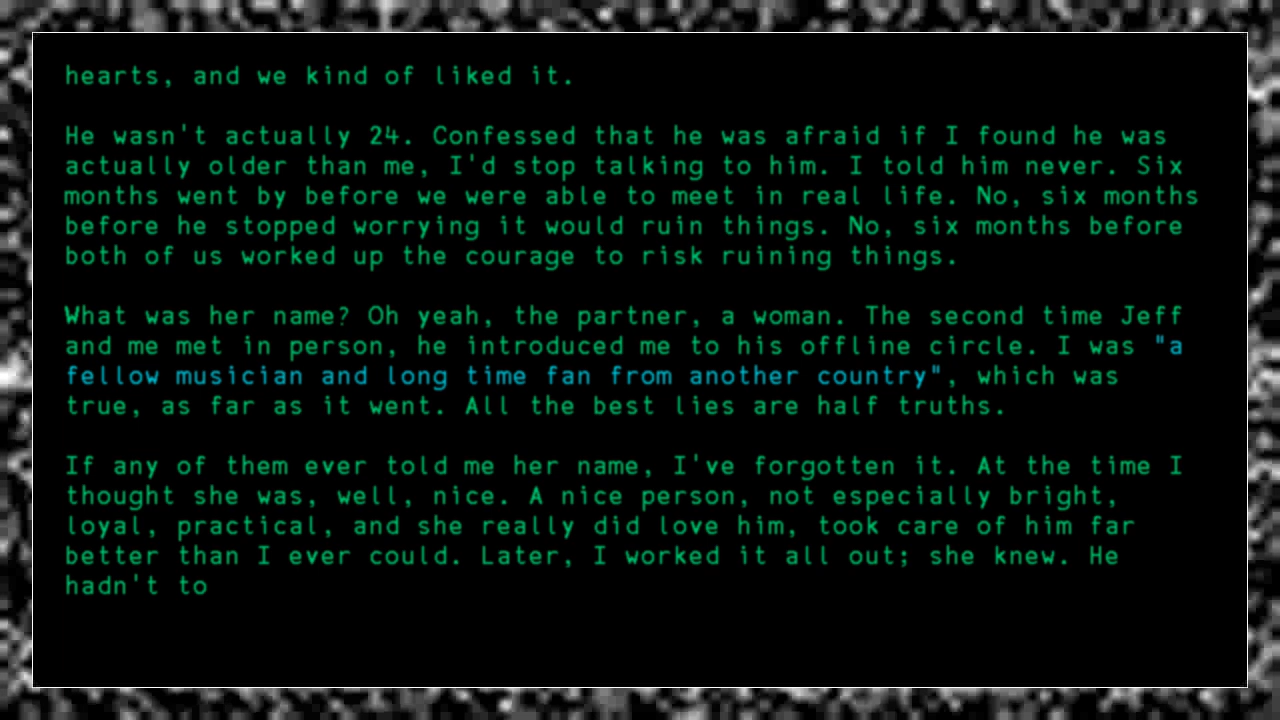 hearts, and we kind of liked it.
He wasn't actually 24. Confessed that he was afraid if I found he was
actually older than me, I'd stop talking to him. I told him never. Six
months went by before we were able to meet in real life. No, six months
before he stopped worrying it would ruin things. No, six months before
both of us worked up the courage to risk ruining things.
What was her name? Oh yeah, the partner, a woman. The second time Jeff
and me met in person, he introduced me to his offline circle. I was "a
fellow musician and long time fan from another country", which was
true, as far as it went. All the best lies are half truths.
If any of them ever told me her name, I've forgotten it. At the time I
thought she was, well, nice. A nice person, not especially bright,
loyal, practical, and she really did love him, took care of him far
better than I ever could. Later, I worked it all out; she knew. He
hadn't to